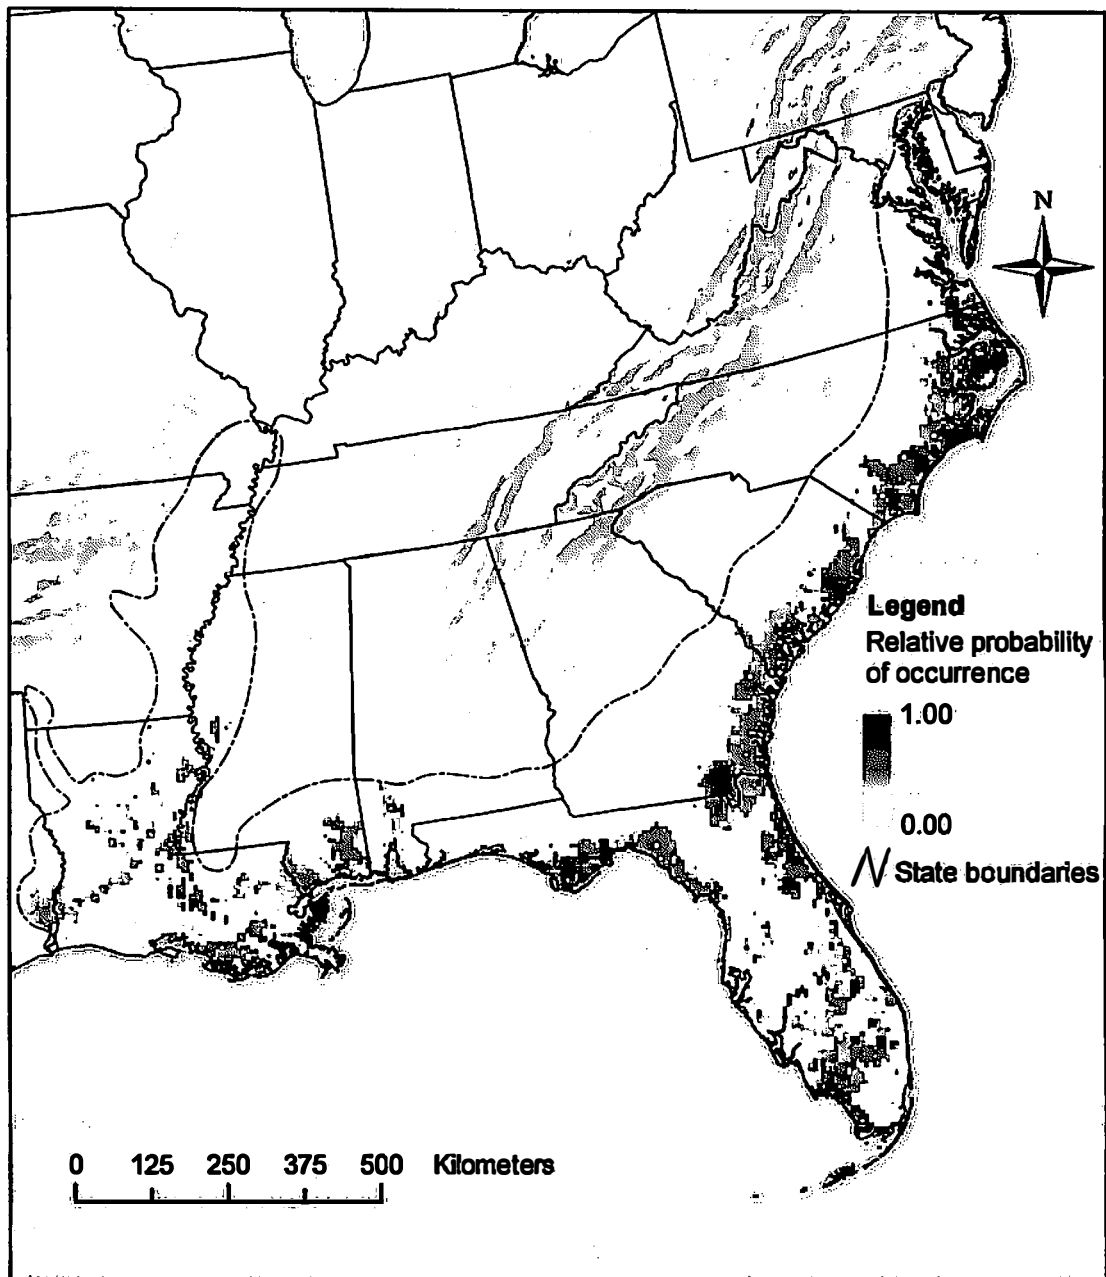 N
Legend
Relative probability
of occurrence
1.00
0.00
State boundaries
0 125 250 375 500 Kilometers